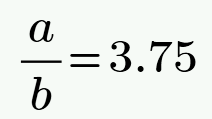 a/b = 3.75